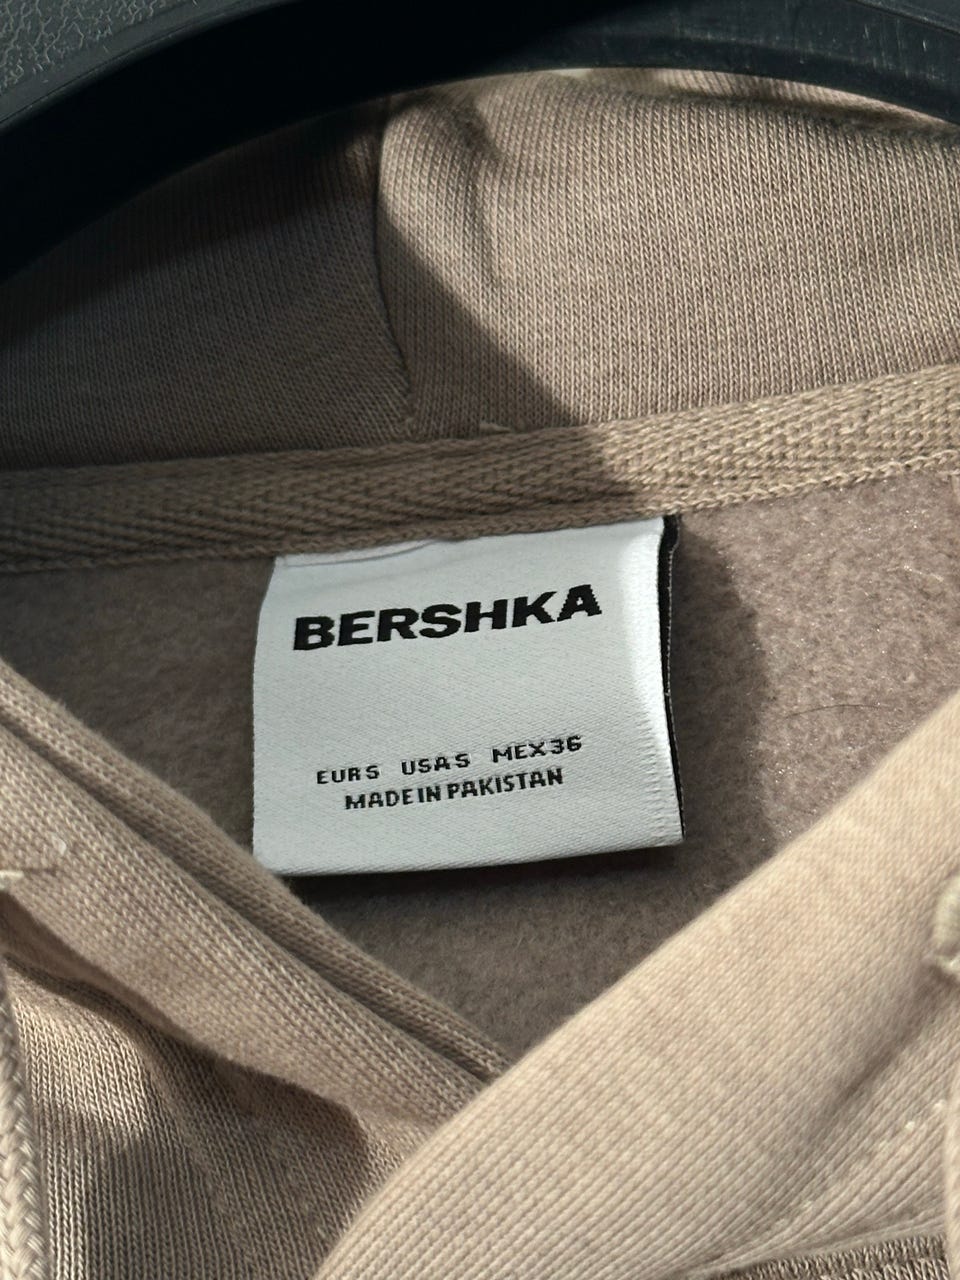 BERSHKA
EUR S USA S MEX 36
MADE IN PAKISTAN